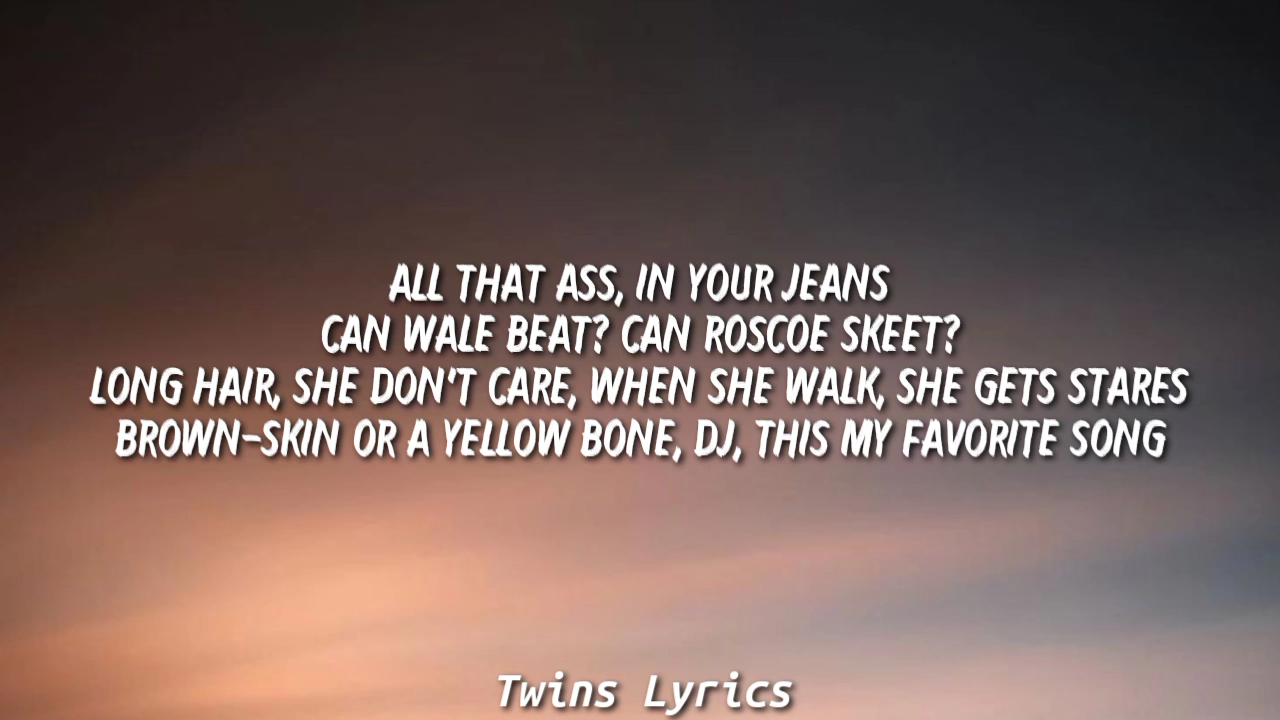 ALL THAT ASS, IN YOUR JEANS
CAN WALE BEAT? CAN ROSCOE SKEET?
LONG HAIR, SHE DON'T CARE, WHEN SHE WALK, SHE GETS STARES
BROWN-SKIN OR A YELLOW BONE, DJ, THIS MY FAVORITE SONG
Twins Lyrics